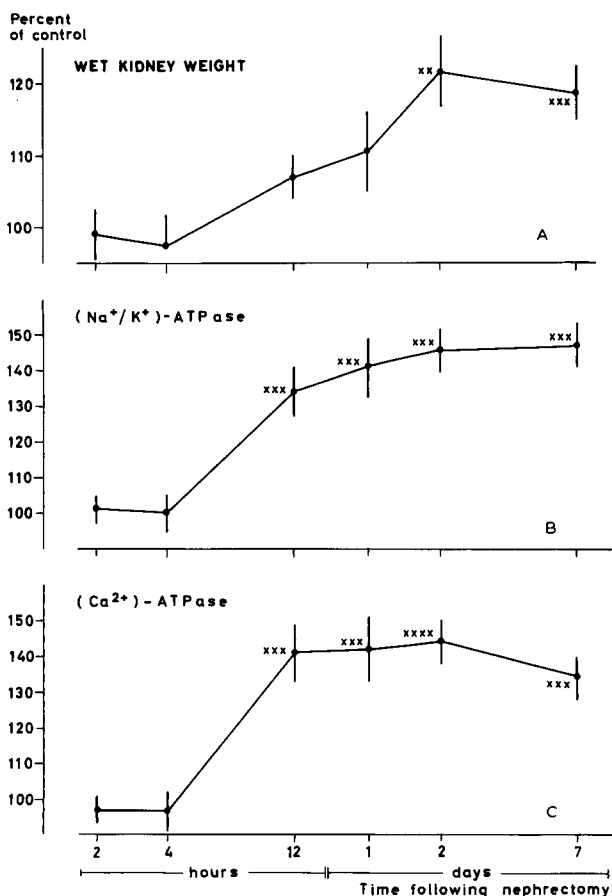 Percent
of control
WET KIDNEY WEIGHT
120
110
100
xx
xxx
A
(Na⁺/K⁺)-ATPase
150
140
130
120
110
100
xxx
xxx
xxx
xxx
B
(Ca²⁺)-ATPase
150
140
130
120
110
100
xxx
xxx
xxxx
xxx
C
2 4 12 1 2 7
hours days
Time following nephrectomy